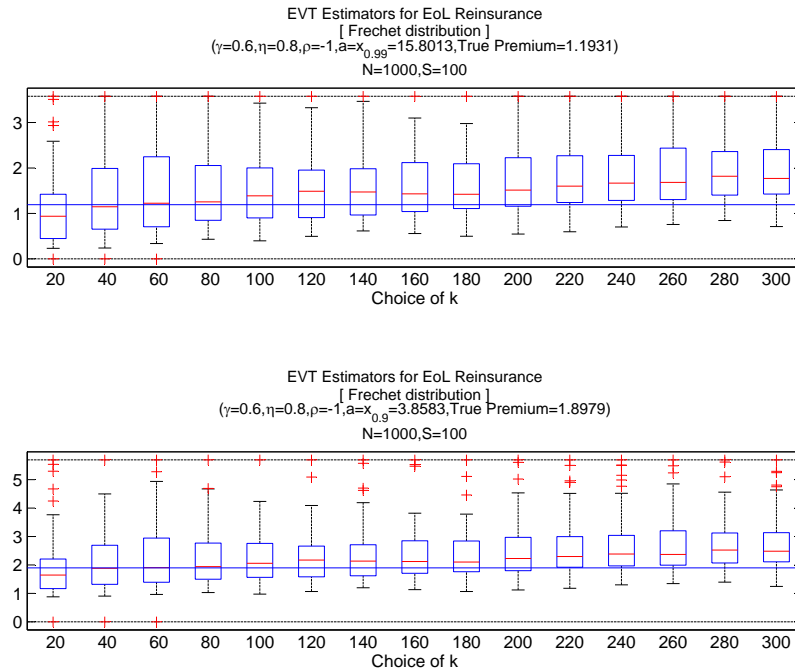 EVT Estimators for EoL Reinsurance
[ Frechet distribution ]
(γ=0.6,η=0.8,ρ=-1,a=x0.99=15.8013,True Premium=1.1931)
N=1000,S=100
3
2
1
0
20 40 60 80 100 120 140 160 180 200 220 240 260 280 300
Choice of k
EVT Estimators for EoL Reinsurance
[ Frechet distribution ]
(γ=0.6,η=0.8,ρ=-1,a=x0.9=3.8583,True Premium=1.8979)
N=1000,S=100
5
4
3
2
1
0
20 40 60 80 100 120 140 160 180 200 220 240 260 280 300
Choice of k